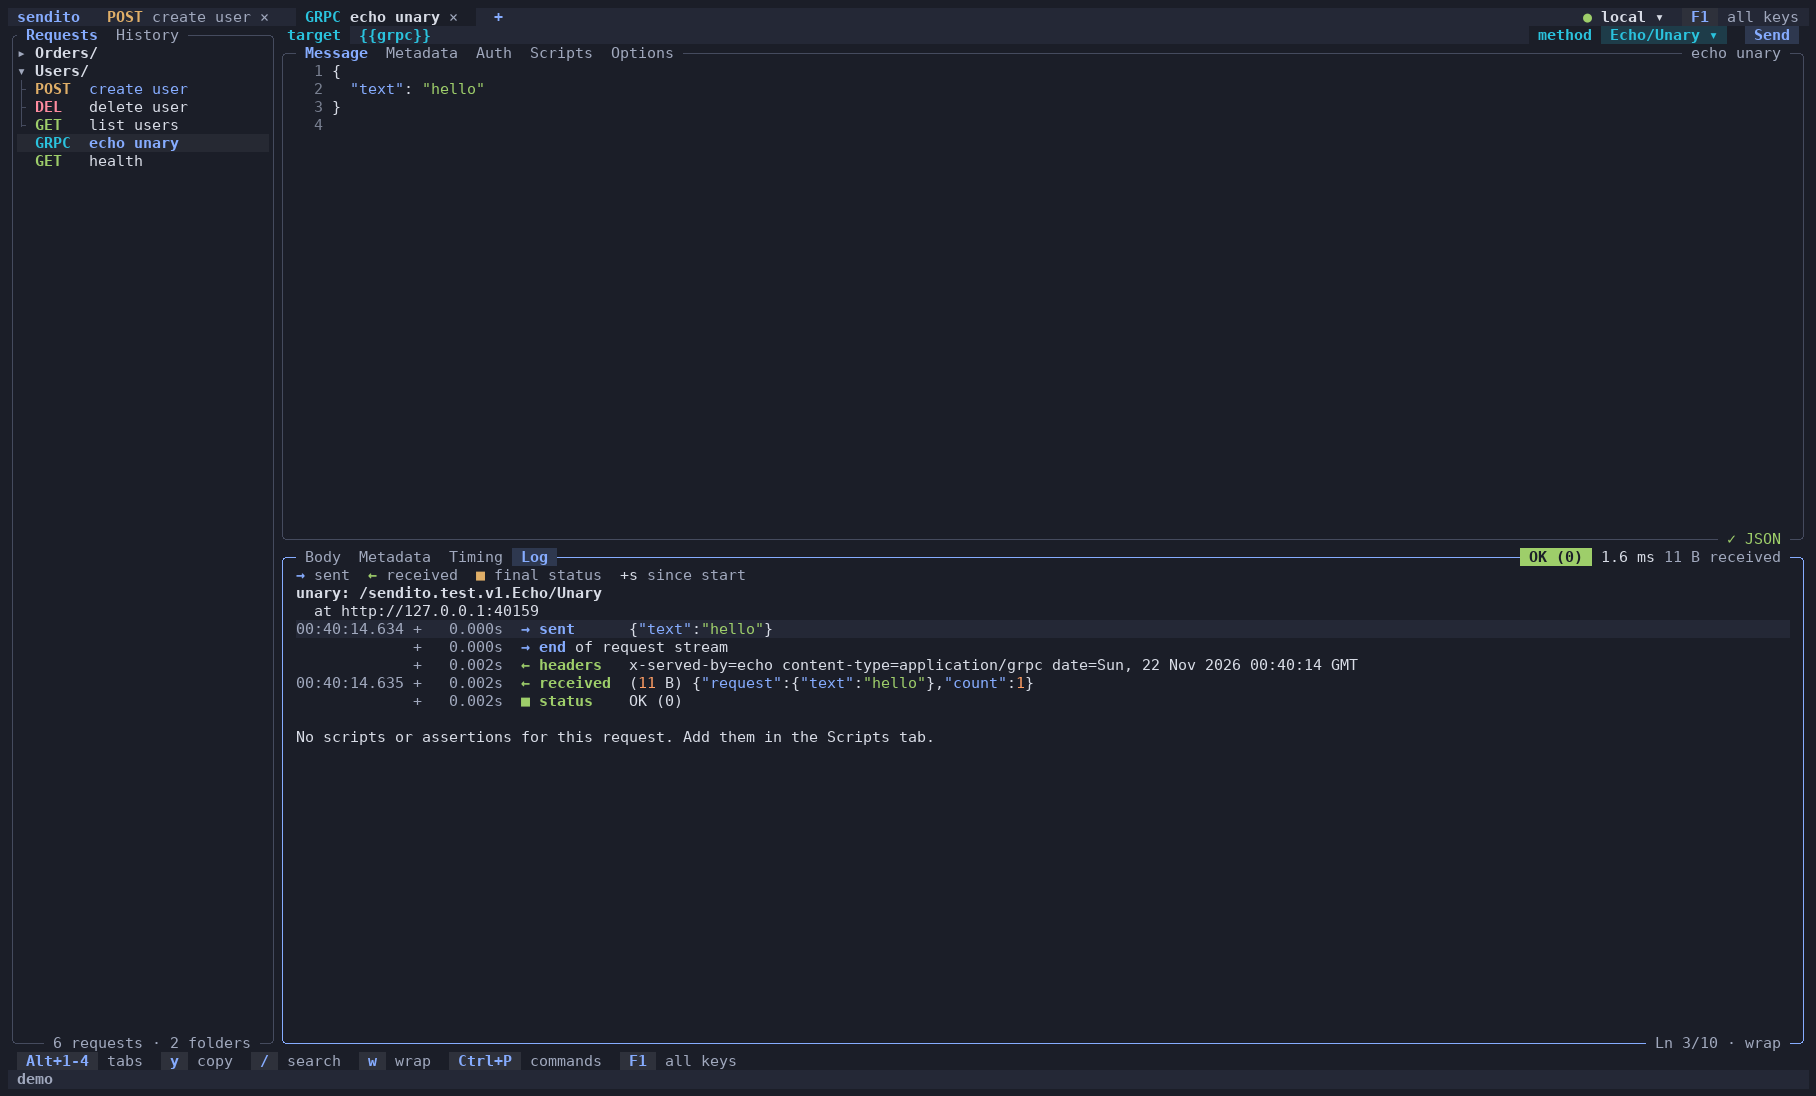 sendito   POST create user ×    GRPC echo unary ×    +    ● local ▾   F1 all keys
Requests  History    target  {{grpc}}    method  Echo/Unary ▾   Send
▸ Orders/    Message  Metadata  Auth  Scripts  Options    echo unary
▾ Users/    1 {
POST  create user    2   "text": "hello"
DEL   delete user    3 }
GET   list users    4
GRPC  echo unary
GET   health
✓ JSON
Body  Metadata  Timing  Log    OK (0)  1.6 ms 11 B received
→ sent  ← received  ■ final status  +s since start
unary: /sendito.test.v1.Echo/Unary
at http://127.0.0.1:40159
00:40:14.634 +   0.000s  → sent      {"text":"hello"}
+   0.000s  → end of request stream
+   0.002s  ← headers   x-served-by=echo content-type=application/grpc date=Sun, 22 Nov 2026 00:40:14 GMT
00:40:14.635 +   0.002s  ← received  (11 B) {"request":{"text":"hello"},"count":1}
+   0.002s  ■ status    OK (0)
No scripts or assertions for this request. Add them in the Scripts tab.
6 requests · 2 folders    Ln 3/10 · wrap
Alt+1-4  tabs   y  copy   /  search   w  wrap   Ctrl+P  commands   F1  all keys
demo